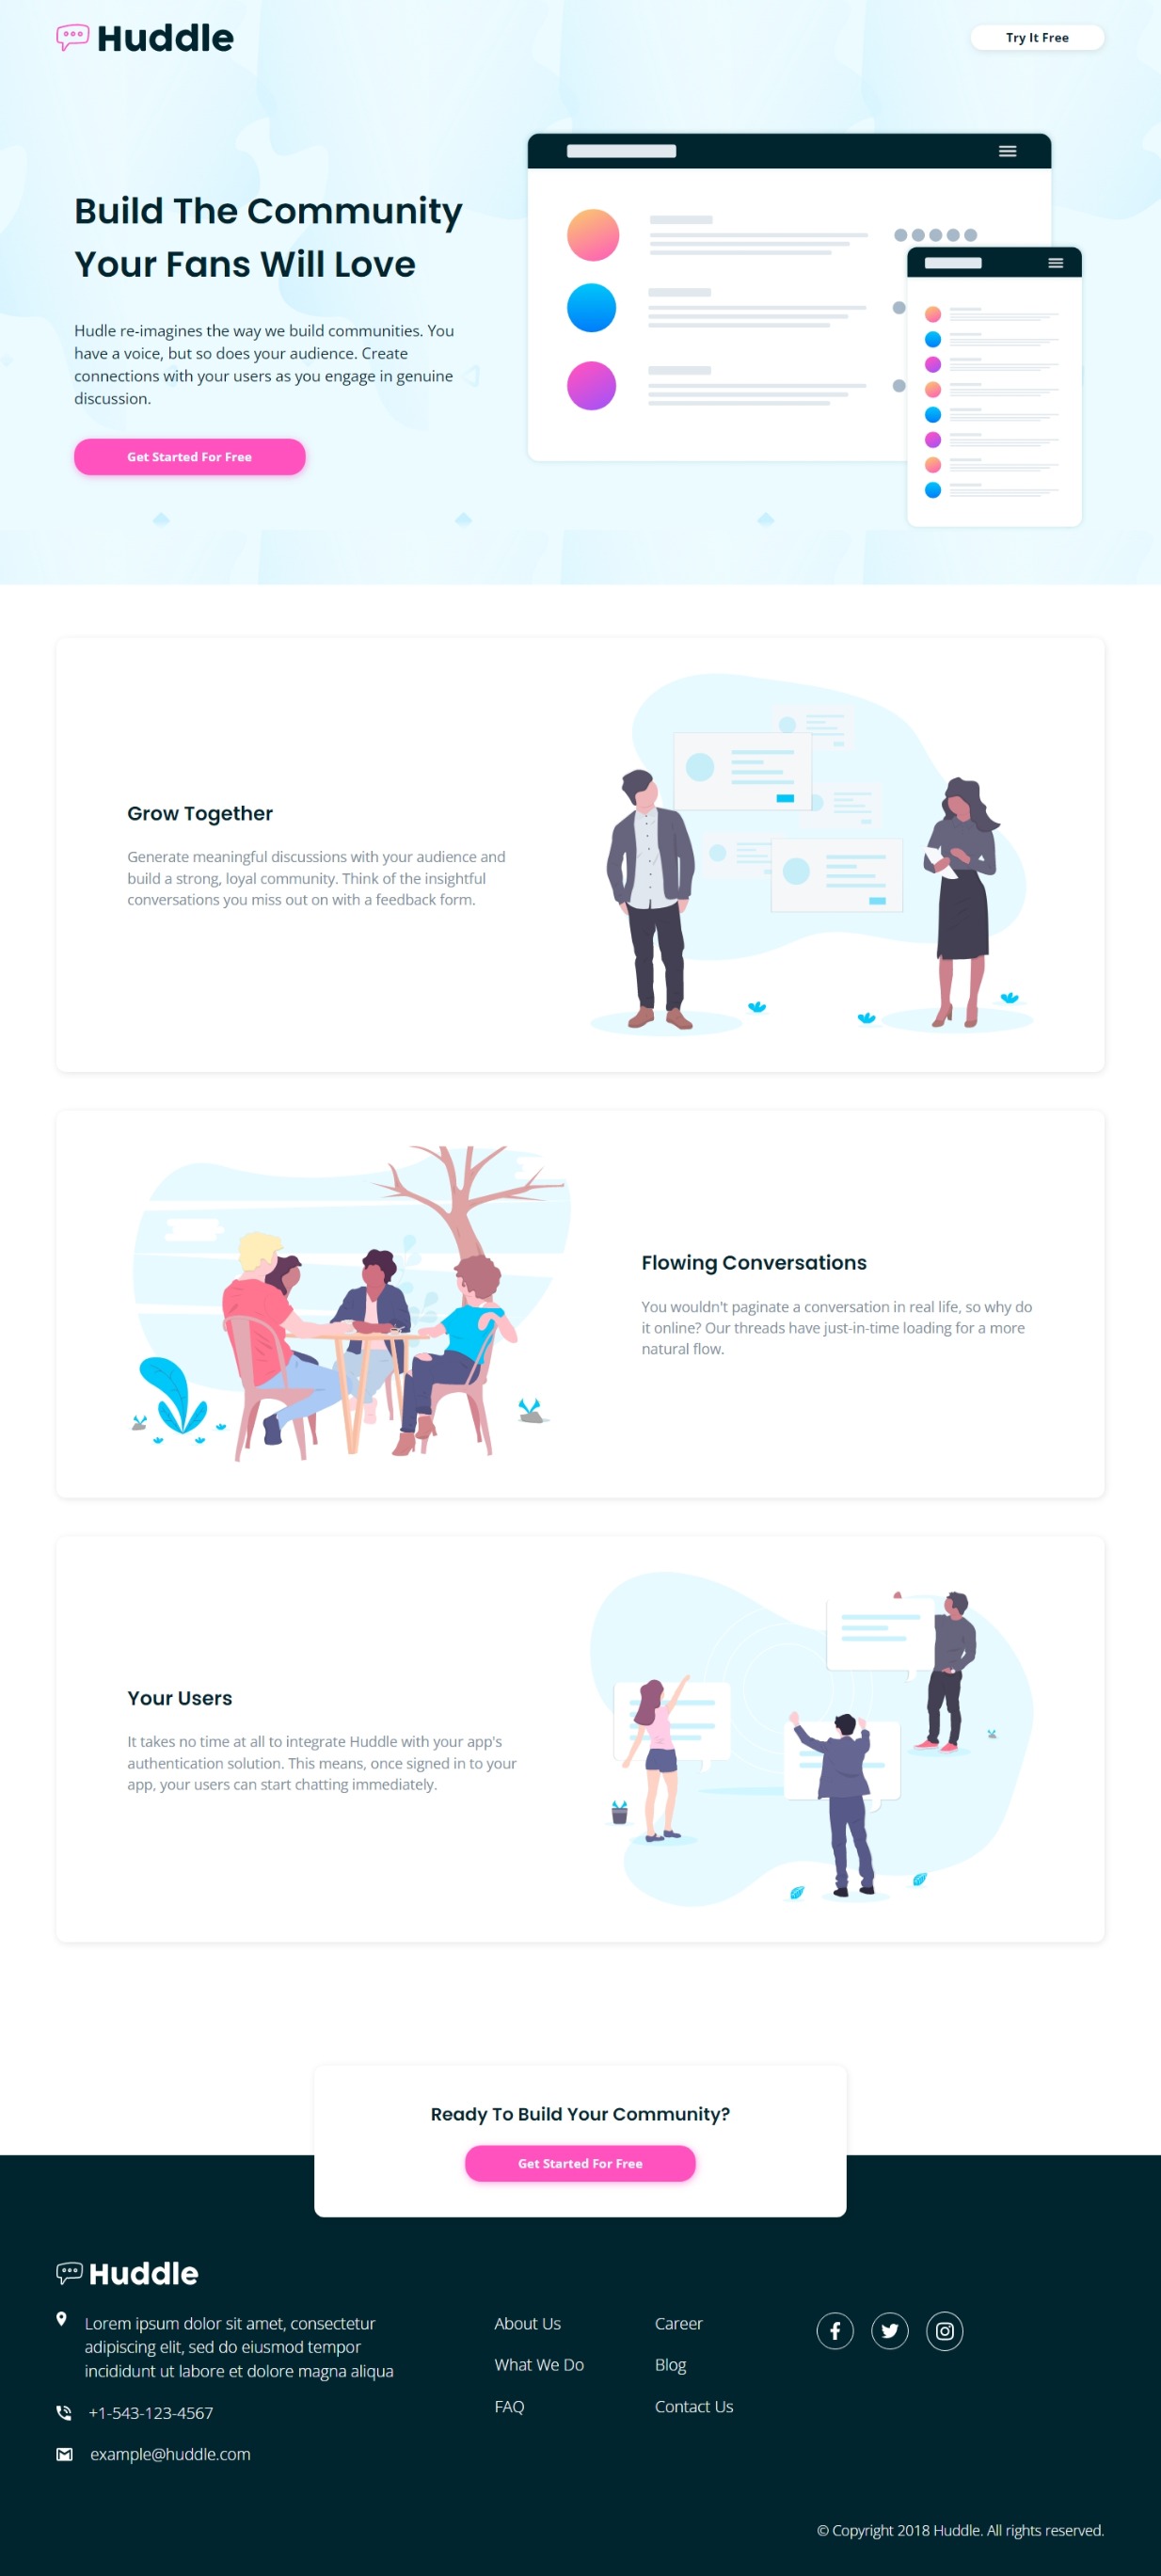 Huddle
Try It Free
Build The Community
Your Fans Will Love
Hudle re-imagines the way we build communities. You
have a voice, but so does your audience. Create
connections with your users as you engage in genuine
discussion.
Get Started For Free
Grow Together
Generate meaningful discussions with your audience and
build a strong, loyal community. Think of the insightful
conversations you miss out on with a feedback form.
Flowing Conversations
You wouldn't paginate a conversation in real life, so why do
it online? Our threads have just-in-time loading for a more
natural flow.
Your Users
It takes no time at all to integrate Huddle with your app's
authentication solution. This means, once signed in to your
app, your users can start chatting immediately.
Ready To Build Your Community?
Get Started For Free
Huddle
Lorem ipsum dolor sit amet, consectetur
adipiscing elit, sed do eiusmod tempor
incididunt ut labore et dolore magna aliqua
+1-543-123-4567
example@huddle.com
About Us
What We Do
FAQ
Career
Blog
Contact Us
© Copyright 2018 Huddle. All rights reserved.